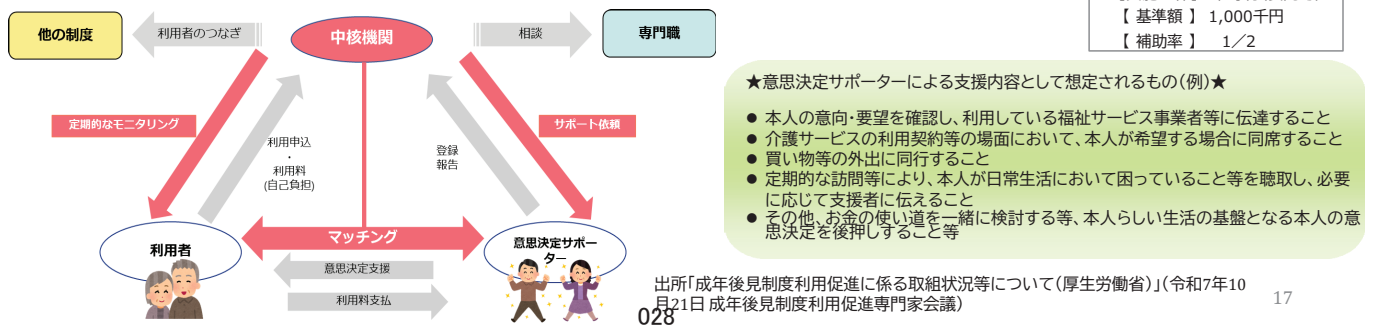 【 基準額 】 1,000千円
【 補助率 】 1／2
他の制度
利用者のつなぎ
中核機関
相談
専門職
定期的なモニタリング
利用申込
・
利用料
(自己負担)
登録
報告
サポート依頼
マッチング
利用者
意思決定サポー
ター
意思決定支援
利用料支払
★意思決定サポーターによる支援内容として想定されるもの(例)★
● 本人の意向・要望を確認し、利用している福祉サービス事業者等に伝達すること
● 介護サービスの利用契約等の場面において、本人が希望する場合に同席すること
● 買い物等の外出に同行すること
● 定期的な訪問等により、本人が日常生活において困っていること等を聴取し、必要
に応じて支援者に伝えること
● その他、お金の使い道を一緒に検討する等、本人らしい生活の基盤となる本人の意
思決定を後押しすること等
出所「成年後見制度利用促進に係る取組状況等について(厚生労働省)」(令和7年10
月21日 成年後見制度利用促進専門家会議)
17
028